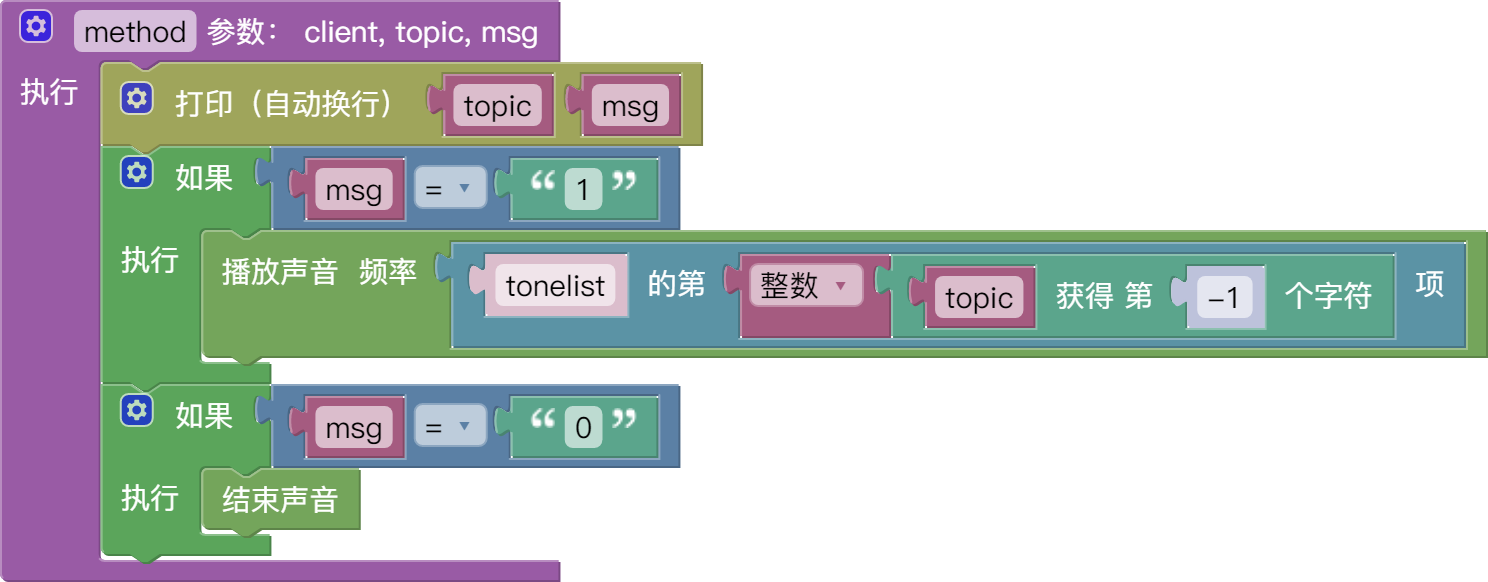 method 参数： client, topic, msg
执行 打印（自动换行） topic msg
如果 msg = “ 1 ”
执行 播放声音 频率 tonelist 的第 整数 topic 获得 第 -1 个字符 项
如果 msg = “ 0 ”
执行 结束声音